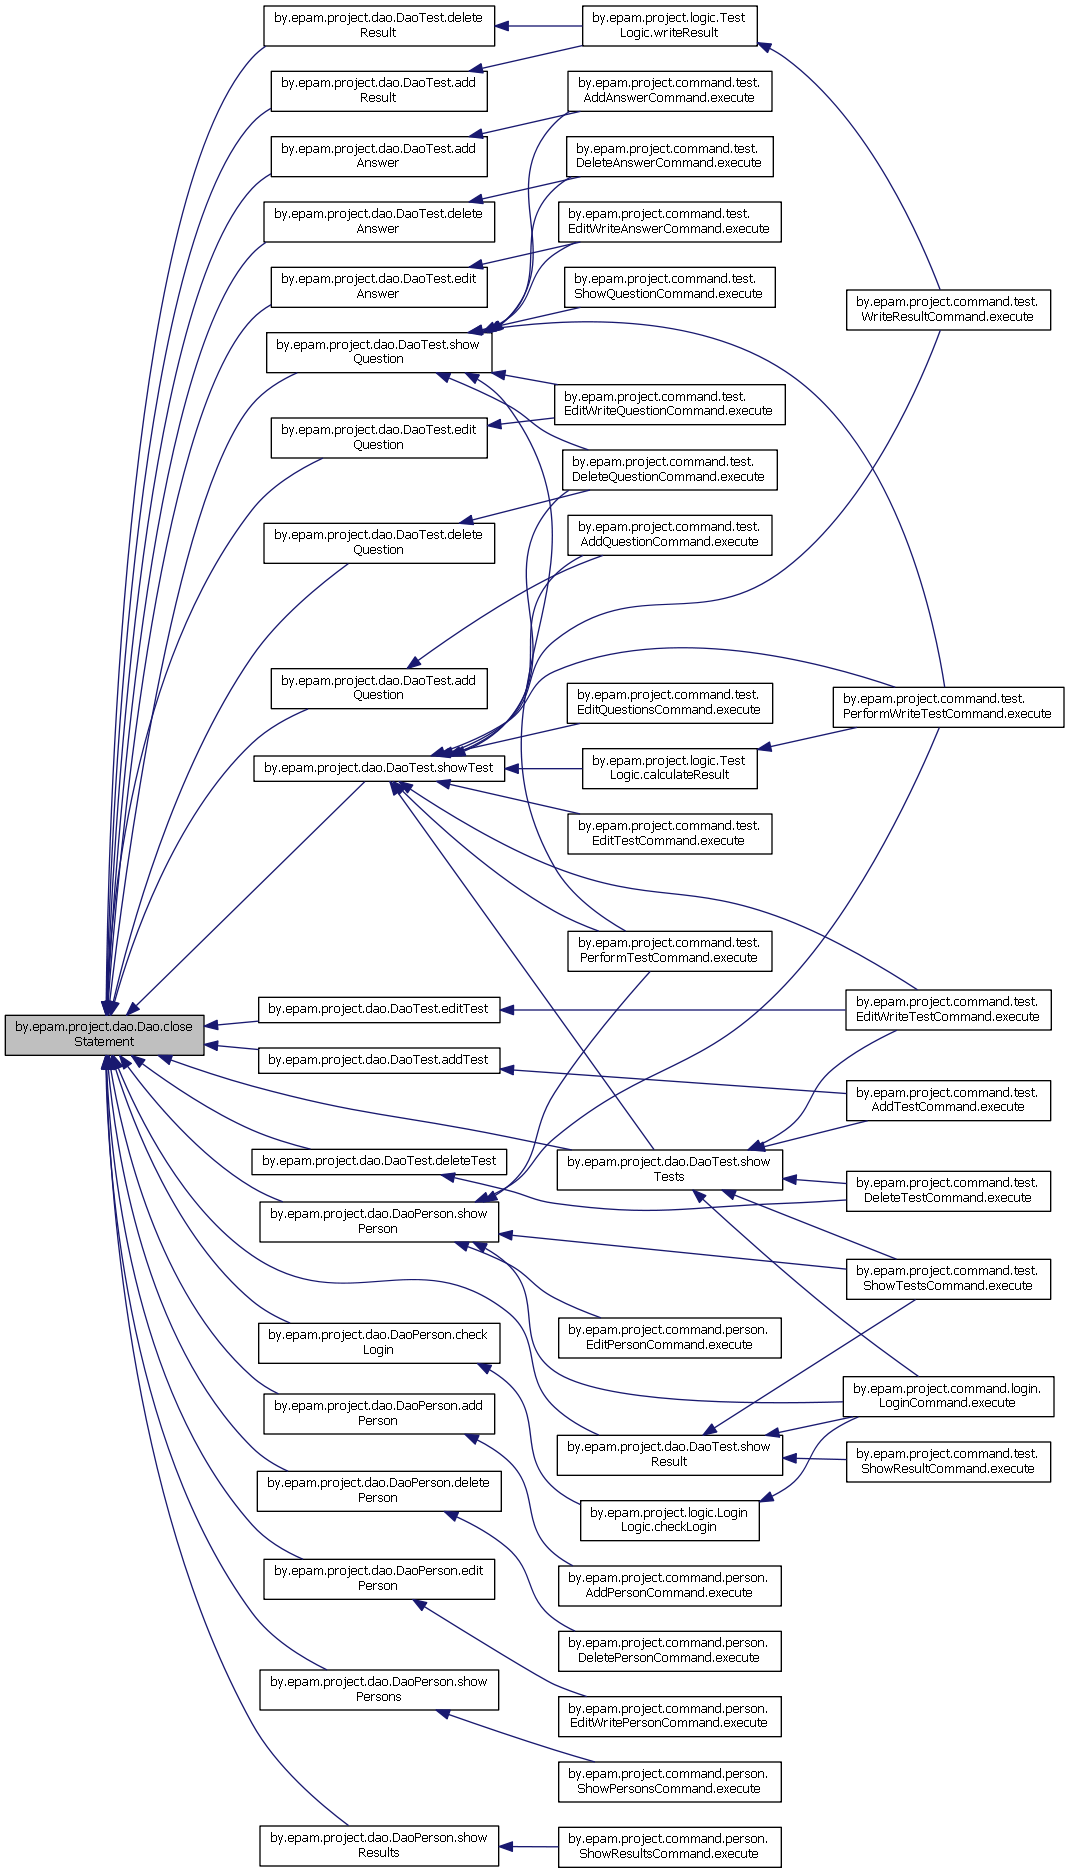 by.epam.project.dao.DaoTest.delete
Result
by.epam.project.logic.Test
Logic.writeResult
by.epam.project.dao.DaoTest.add
Result
by.epam.project.command.test.
AddAnswerCommand.execute
by.epam.project.dao.DaoTest.add
Answer
by.epam.project.command.test.
DeleteAnswerCommand.execute
by.epam.project.dao.DaoTest.delete
Answer
by.epam.project.command.test.
EditWriteAnswerCommand.execute
by.epam.project.dao.DaoTest.edit
Answer
by.epam.project.command.test.
ShowQuestionCommand.execute
by.epam.project.command.test.
WriteResultCommand.execute
by.epam.project.dao.DaoTest.show
Question
by.epam.project.command.test.
EditWriteQuestionCommand.execute
by.epam.project.dao.DaoTest.edit
Question
by.epam.project.command.test.
DeleteQuestionCommand.execute
by.epam.project.dao.DaoTest.delete
Question
by.epam.project.command.test.
AddQuestionCommand.execute
by.epam.project.dao.DaoTest.add
Question
by.epam.project.command.test.
EditQuestionsCommand.execute
by.epam.project.command.test.
PerformWriteTestCommand.execute
by.epam.project.dao.DaoTest.showTest
by.epam.project.logic.Test
Logic.calculateResult
by.epam.project.command.test.
EditTestCommand.execute
by.epam.project.command.test.
PerformTestCommand.execute
by.epam.project.dao.Dao.close
Statement
by.epam.project.dao.DaoTest.editTest
by.epam.project.command.test.
EditWriteTestCommand.execute
by.epam.project.dao.DaoTest.addTest
by.epam.project.command.test.
AddTestCommand.execute
by.epam.project.dao.DaoTest.deleteTest
by.epam.project.dao.DaoTest.show
Tests
by.epam.project.command.test.
DeleteTestCommand.execute
by.epam.project.dao.DaoPerson.show
Person
by.epam.project.command.test.
ShowTestsCommand.execute
by.epam.project.command.person.
EditPersonCommand.execute
by.epam.project.dao.DaoPerson.check
Login
by.epam.project.command.login.
LoginCommand.execute
by.epam.project.dao.DaoPerson.add
Person
by.epam.project.dao.DaoTest.show
Result
by.epam.project.command.test.
ShowResultCommand.execute
by.epam.project.dao.DaoPerson.delete
Person
by.epam.project.logic.Login
Logic.checkLogin
by.epam.project.dao.DaoPerson.edit
Person
by.epam.project.command.person.
AddPersonCommand.execute
by.epam.project.command.person.
DeletePersonCommand.execute
by.epam.project.dao.DaoPerson.show
Persons
by.epam.project.command.person.
EditWritePersonCommand.execute
by.epam.project.command.person.
ShowPersonsCommand.execute
by.epam.project.dao.DaoPerson.show
Results
by.epam.project.command.person.
ShowResultsCommand.execute